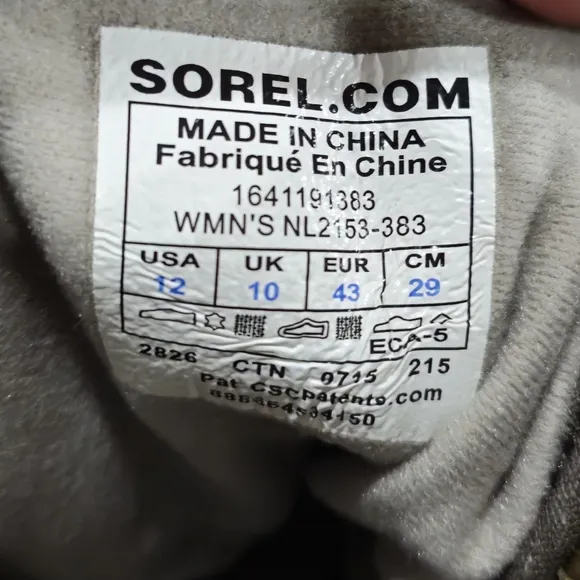 SOREL.COM
MADE IN CHINA
Fabriqué En Chine
1641191383
WMN'S NL2153-383
USA UK EUR CM
12 10 43 29
ECA-5
2826 CTN 0715 215
Pat CSCpatents.com